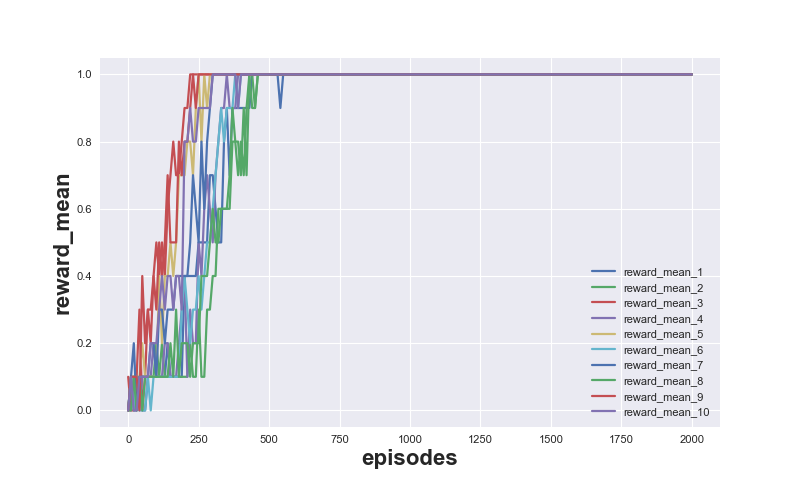 1.0
0.8
0.6
0.4
0.2
0.0
reward_mean
reward_mean_1
reward_mean_2
reward_mean_3
reward_mean_4
reward_mean_5
reward_mean_6
reward_mean_7
reward_mean_8
reward_mean_9
reward_mean_10
0 250 500 750 1000 1250 1500 1750 2000
episodes